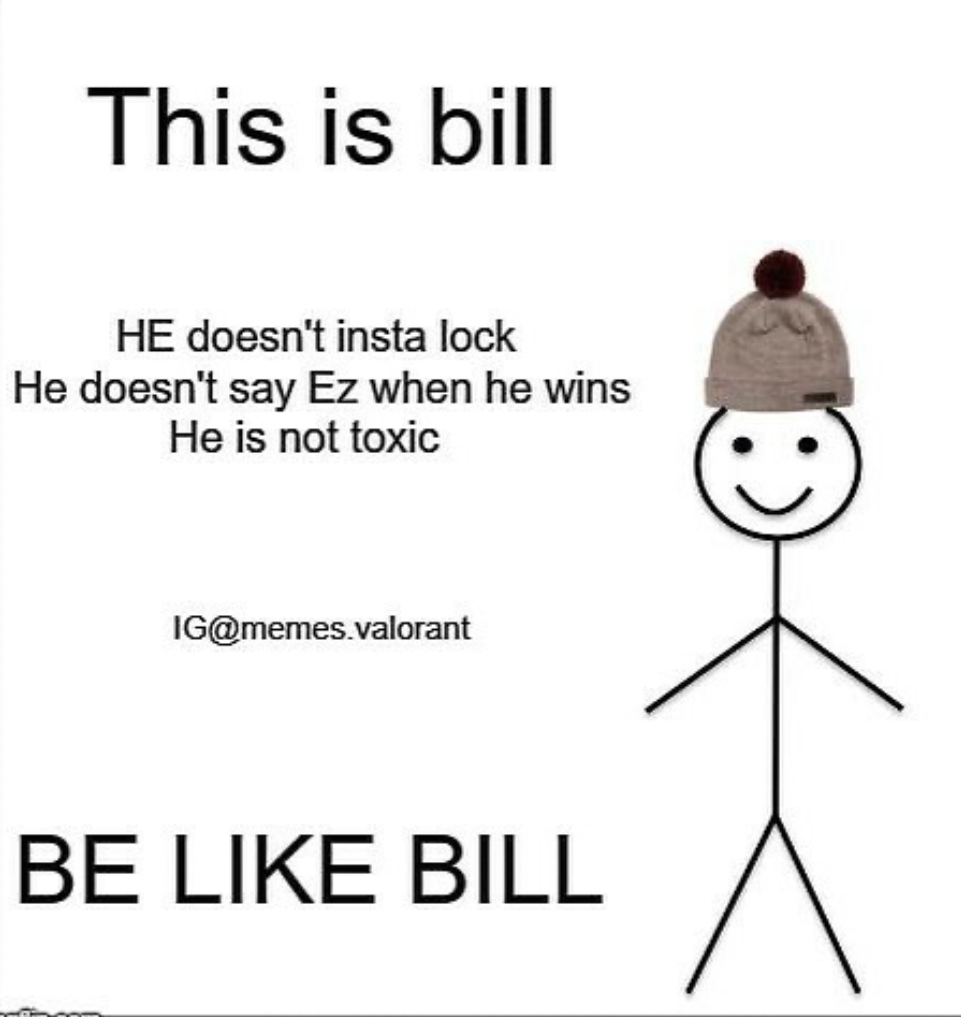 This is bill
HE doesn't insta lock
He doesn't say Ez when he wins
He is not toxic
IG@memes.valorant
BE LIKE BILL